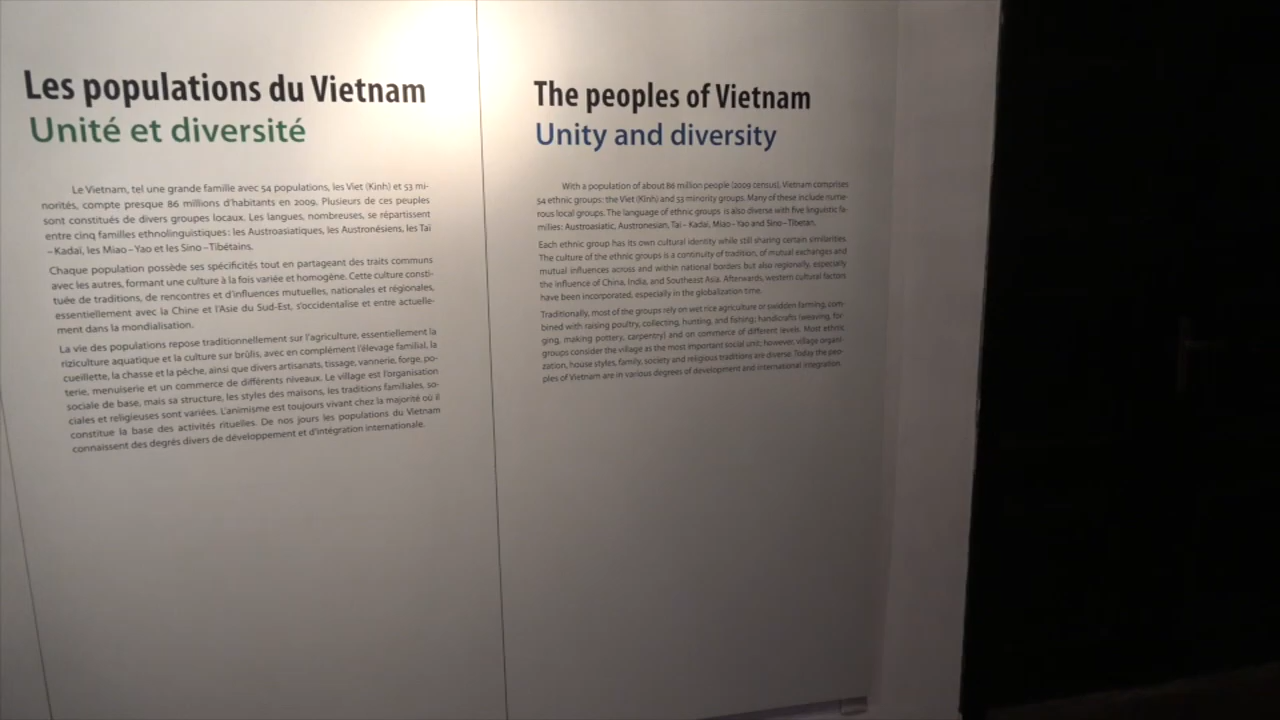 Les populations du Vietnam
Unité et diversité
Le Vietnam, tel une grande famille avec 54 populations, les Viet (Kinh) et 53 mi-
norités, compte presque 86 millions d'habitants en 2009. Plusieurs de ces peuples
sont constitués de divers groupes locaux. Les langues, nombreuses, se répartissent
entre cinq familles ethnolinguistiques : les Austroasiatiques, les Austronésiens, les Taï
– Kadaï, les Miao – Yao et les Sino – Tibétains.
Chaque population possède ses spécificités tout en partageant des traits communs
avec les autres, formant une culture à la fois variée et homogène. Cette culture consti-
tuée de traditions, de rencontres et d'influences mutuelles, nationales et régionales,
essentiellement avec la Chine et l'Asie du Sud-Est, s'occidentalise et entre actuelle-
ment dans la mondialisation.
La vie des populations repose traditionnellement sur l'agriculture, essentiellement la
riziculture aquatique et la culture sur brûlis, avec en complément l'élevage familial, la
cueillette, la chasse et la pêche, ainsi que divers artisanats, tissage, vannerie, forge, po-
terie, menuiserie et un commerce de différents niveaux. Le village est l'organisation
sociale de base, mais sa structure, les styles des maisons, les traditions familiales, so-
ciales et religieuses sont variées. L'animisme est toujours vivant chez la majorité où il
constitue la base des activités rituelles. De nos jours les populations du Vietnam
connaissent des degrés divers de développement et d'intégration internationale.
The peoples of Vietnam
Unity and diversity
With a population of about 86 million people (2009 census), Vietnam comprises
54 ethnic groups: the Viet (Kinh) and 53 minority groups. Many of these include nume-
rous local groups. The language of ethnic groups is also diverse with five linguistic fa-
milies: Austroasiatic, Austronesian, Tai – Kadai, Miao – Yao and Sino – Tibetan.
Each ethnic group has its own cultural identity while still sharing certain similarities.
The culture of the ethnic groups is a continuity of tradition, of mutual exchanges and
mutual influences across and within national borders but also regionally, especially
the influence of China, India, and Southeast Asia. Afterwards, western cultural factors
have been incorporated, especially in the globalization time.
Traditionally, most of the groups rely on wet rice agriculture or swidden farming, com-
bined with raising poultry, collecting, hunting, and fishing; handicrafts (weaving, for
ging, making pottery, carpentry) and on commerce of different levels. Most ethnic
groups consider the village as the most important social unit; however, village organi
zation, house styles, family, society and religious traditions are diverse. Today the peo-
ples of Vietnam are in various degrees of development and international integration.